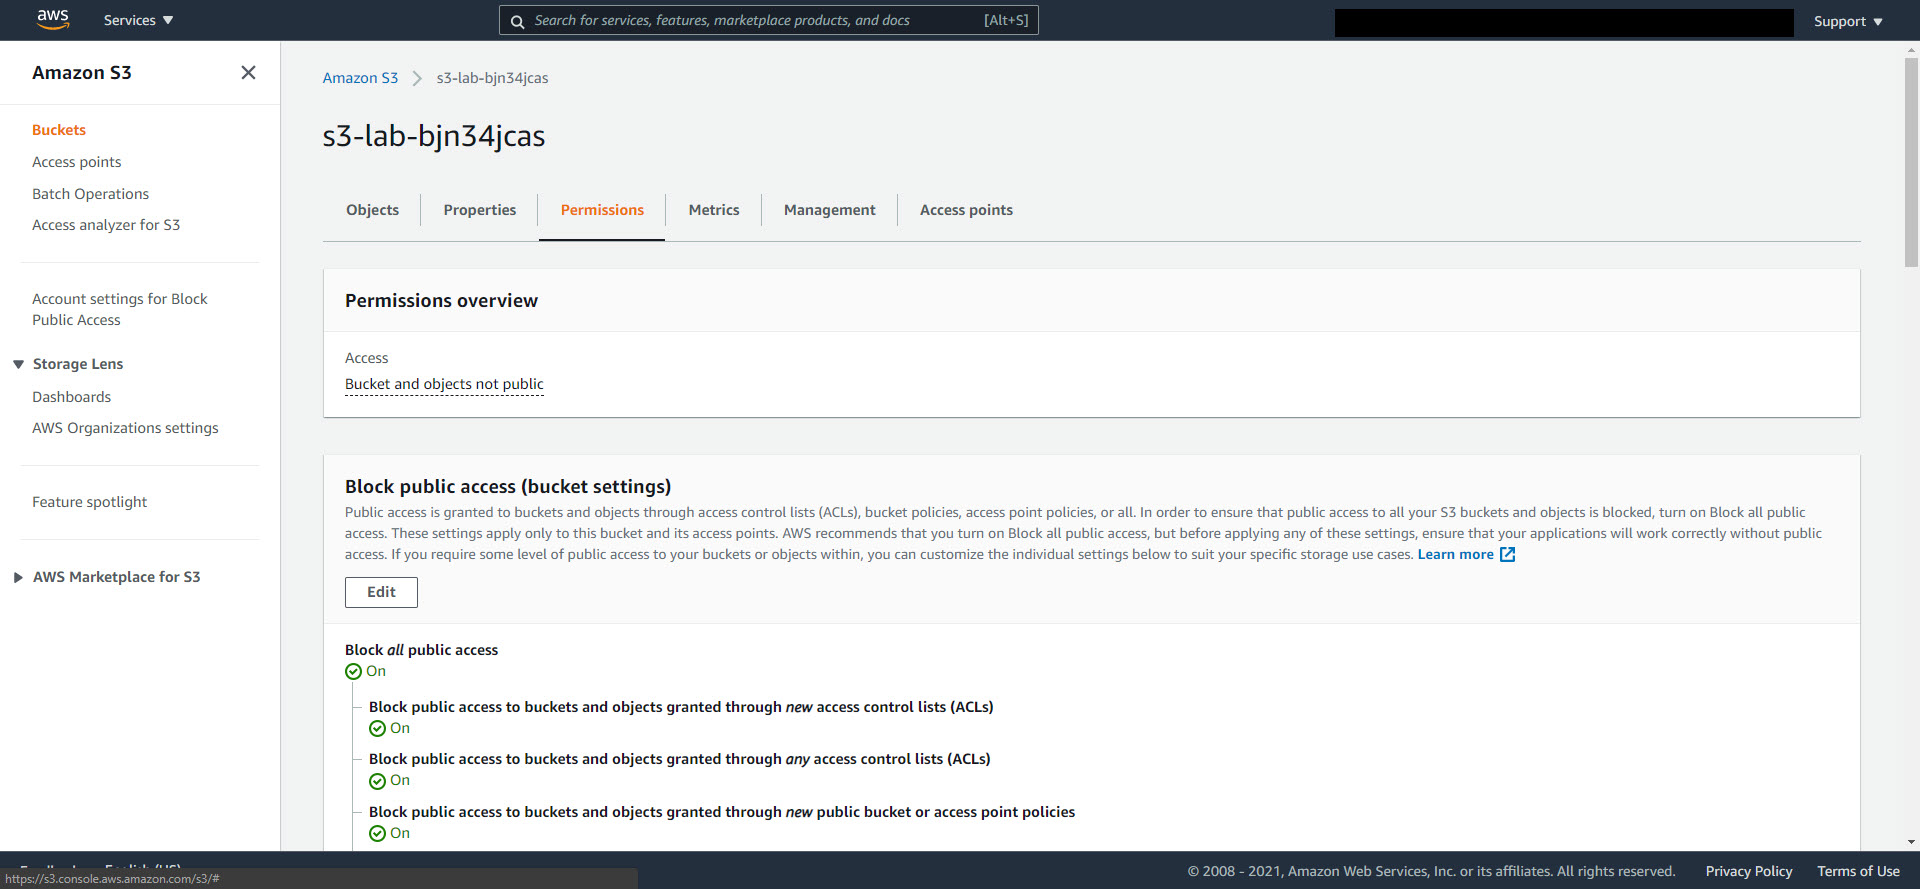 aws
Services
Search for services, features, marketplace products, and docs
[Alt+S]
Support
Amazon S3
Buckets
Access points
Batch Operations
Access analyzer for S3
Account settings for Block
Public Access
Storage Lens
Dashboards
AWS Organizations settings
Feature spotlight
AWS Marketplace for S3
Amazon S3
s3-lab-bjn34jcas
s3-lab-bjn34jcas
Objects
Properties
Permissions
Metrics
Management
Access points
Permissions overview
Access
Bucket and objects not public
Block public access (bucket settings)
Public access is granted to buckets and objects through access control lists (ACLs), bucket policies, access point policies, or all. In order to ensure that public access to all your S3 buckets and objects is blocked, turn on Block all public
access. These settings apply only to this bucket and its access points. AWS recommends that you turn on Block all public access, but before applying any of these settings, ensure that your applications will work correctly without public
access. If you require some level of public access to your buckets or objects within, you can customize the individual settings below to suit your specific storage use cases. Learn more
Edit
Block all public access
On
Block public access to buckets and objects granted through new access control lists (ACLs)
On
Block public access to buckets and objects granted through any access control lists (ACLs)
On
Block public access to buckets and objects granted through new public bucket or access point policies
On
https://s3.console.aws.amazon.com/s3/#
© 2008 - 2021, Amazon Web Services, Inc. or its affiliates. All rights reserved.
Privacy Policy
Terms of Use